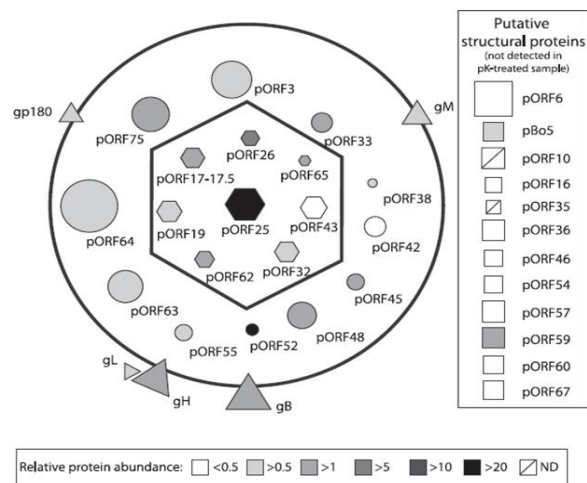 Putative
structural proteins
(not detected in
pK-treated sample)
pORF6
pBo5
pORF10
pORF16
pORF35
pORF36
pORF46
pORF54
pORF57
pORF59
pORF60
pORF67
pORF3
gp180
gM
pORF75
pORF33
pORF26
pORF17-17.5
pORF65
pORF38
pORF64
pORF19
pORF25
pORF43
pORF42
pORF62
pORF32
pORF63
pORF45
pORF55
pORF52
pORF48
gL
gH
gB
Relative protein abundance: <0.5 >0.5 >1 >5 >10 >20 ND